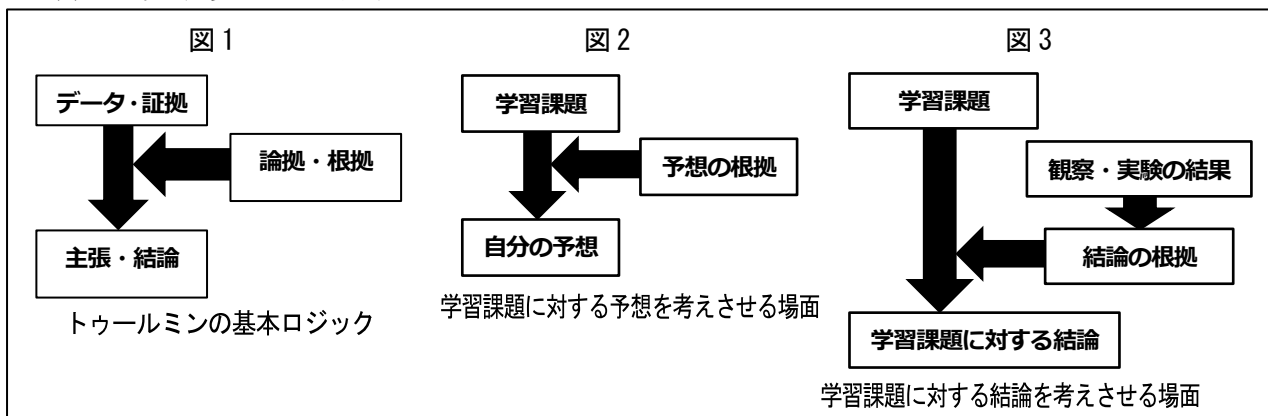 図１
データ・証拠
論拠・根拠
主張・結論
トゥールミンの基本ロジック
図２
学習課題
予想の根拠
自分の予想
学習課題に対する予想を考えさせる場面
図３
学習課題
観察・実験の結果
結論の根拠
学習課題に対する結論
学習課題に対する結論を考えさせる場面